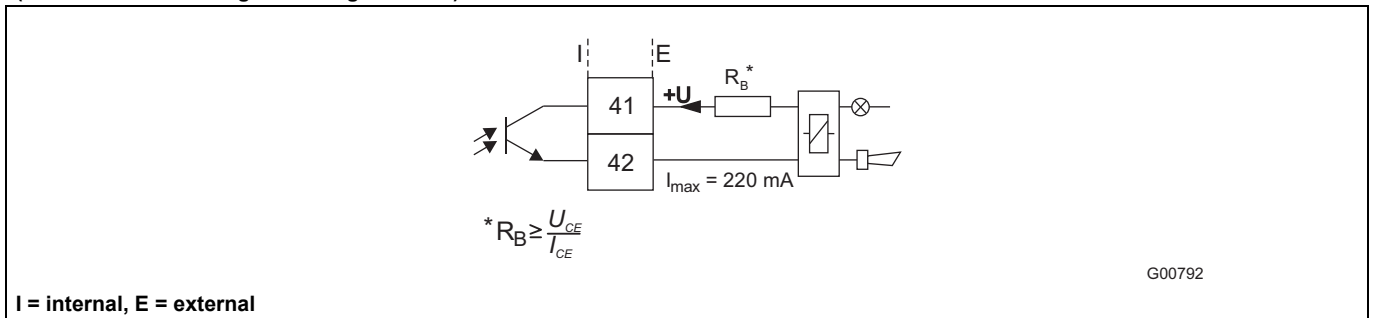 I E
R_B*
41 +U
42
I_max = 220 mA
*R_B ≥ U_CE / I_CE
G00792
I = internal, E = external